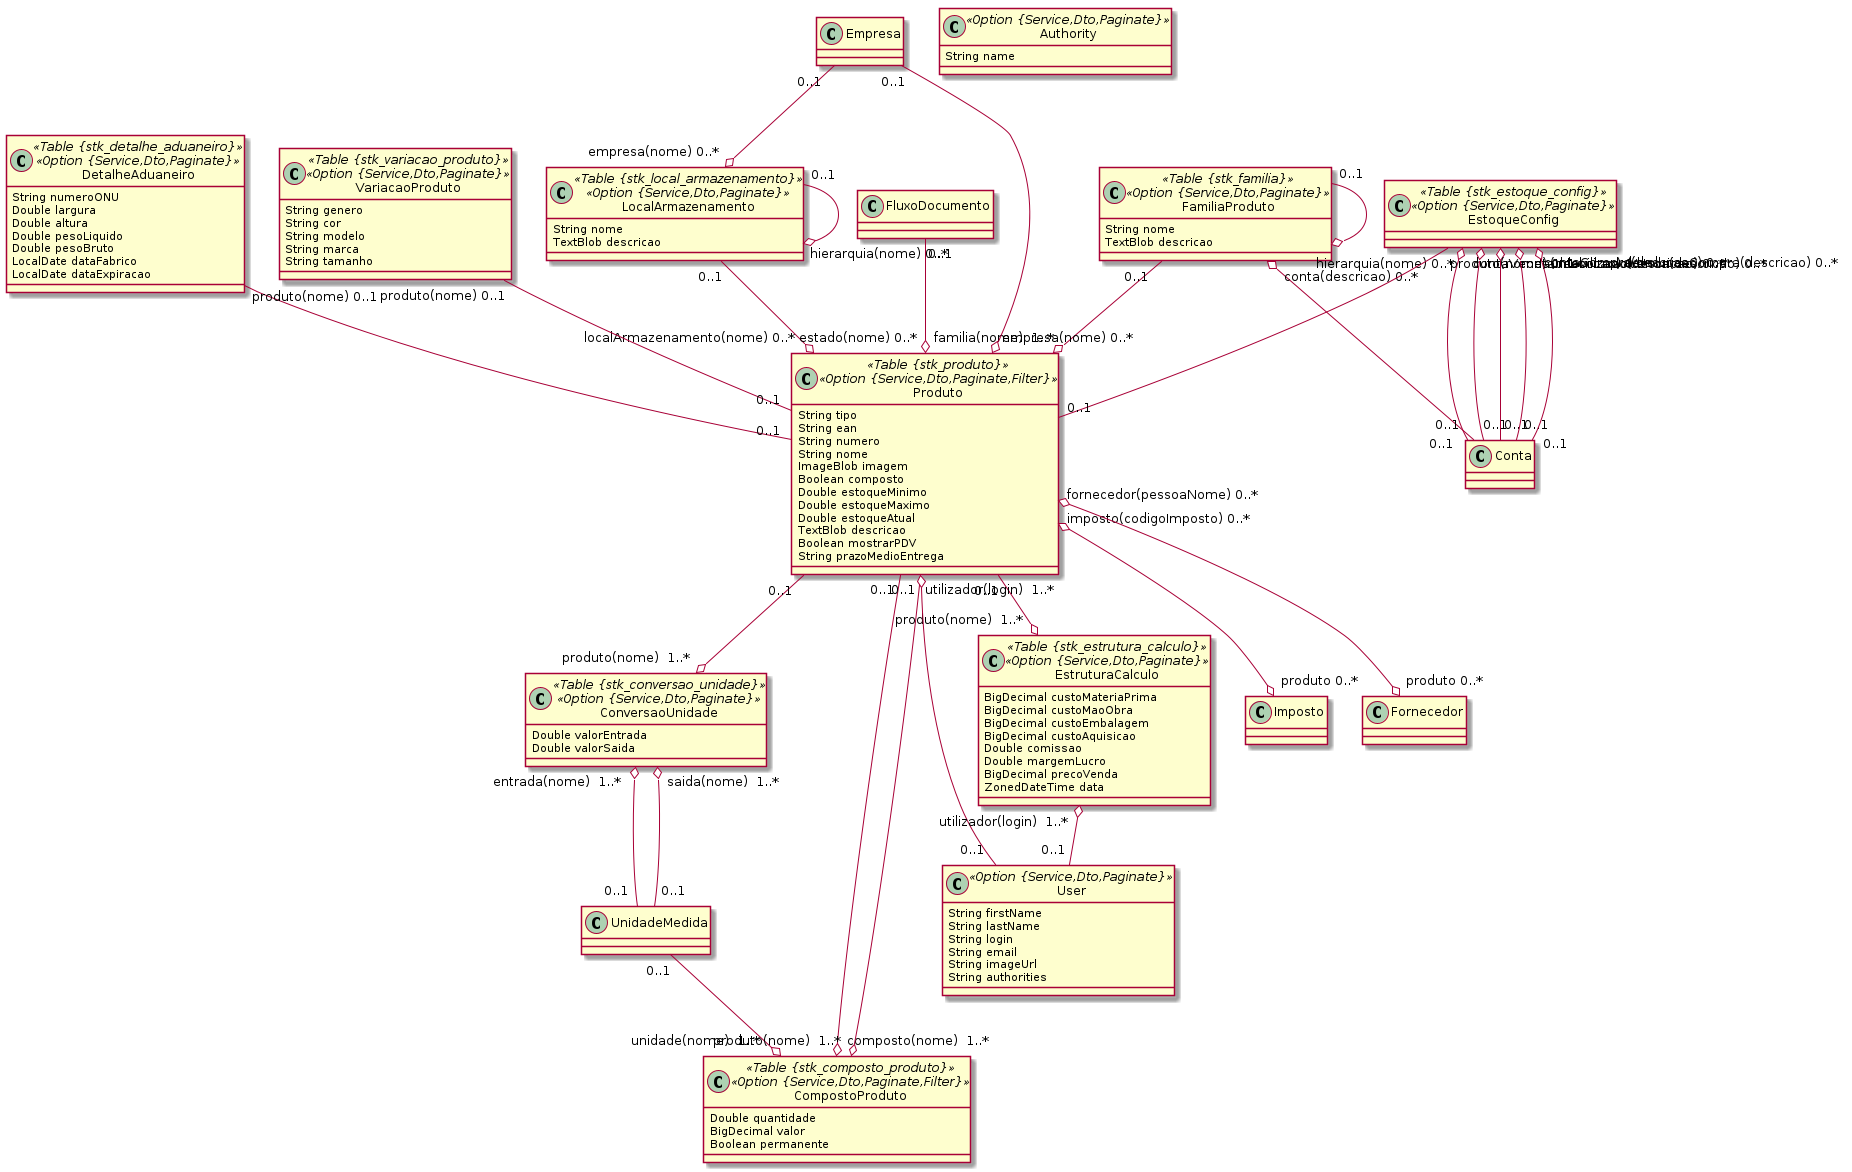 Empresa
«Option {Service,Dto,Paginate}»
Authority
String name
0..1
0..1
empresa(nome) 0..*
«Table {stk_detalhe_aduaneiro}»
«Option {Service,Dto,Paginate}»
DetalheAduaneiro
String numeroONU
Double largura
Double altura
Double pesoLiquido
Double pesoBruto
LocalDate dataFabrico
LocalDate dataExpiracao
«Table {stk_variacao_produto}»
«Option {Service,Dto,Paginate}»
VariacaoProduto
String genero
String cor
String modelo
String marca
String tamanho
«Table {stk_local_armazenamento}»
«Option {Service,Dto,Paginate}»
LocalArmazenamento
String nome
TextBlob descricao
0..1
hierarquia(nome) 0..*
FluxoDocumento
0..1
«Table {stk_familia}»
«Option {Service,Dto,Paginate}»
FamiliaProduto
String nome
TextBlob descricao
0..1
hierarquia(nome) 0..*
«Table {stk_estoque_config}»
«Option {Service,Dto,Paginate}»
EstoqueConfig
produto(nome) 0..1
produto(nome) 0..1
0..1
0..1
conta(descricao) 0..*
localArmazenamento(nome) 0..*
estado(nome) 0..*
familia(nome) 1..*
empresa(nome) 0..*
0..1
0..1
0..1
«Table {stk_produto}»
«Option {Service,Dto,Paginate,Filter}»
Produto
String tipo
String ean
String numero
String nome
ImageBlob imagem
Boolean composto
Double estoqueMinimo
Double estoqueMaximo
Double estoqueAtual
TextBlob descricao
Boolean mostrarPDV
String prazoMedioEntrega
0..1
0..1
0..1
0..1
0..1
0..1
Conta
fornecedor(pessoaNome) 0..*
imposto(codigoImposto) 0..*
0..1
0..1
0..1
utilizador(login)  1..*
0..1
produto(nome)  1..*
produto(nome)  1..*
«Table {stk_conversao_unidade}»
«Option {Service,Dto,Paginate}»
ConversaoUnidade
Double valorEntrada
Double valorSaida
«Table {stk_estrutura_calculo}»
«Option {Service,Dto,Paginate}»
EstruturaCalculo
BigDecimal custoMateriaPrima
BigDecimal custoMaoObra
BigDecimal custoEmbalagem
BigDecimal custoAquisicao
Double comissao
Double margemLucro
BigDecimal precoVenda
ZonedDateTime data
produto 0..*
Imposto
produto 0..*
Fornecedor
entrada(nome)  1..*
saida(nome)  1..*
utilizador(login)  1..*
0..1
0..1
0..1
0..1
UnidadeMedida
«Option {Service,Dto,Paginate}»
User
String firstName
String lastName
String login
String email
String imageUrl
String authorities
0..1
unidade(nome)  1..*
produto(nome)  1..*
composto(nome)  1..*
«Table {stk_composto_produto}»
«Option {Service,Dto,Paginate,Filter}»
CompostoProduto
Double quantidade
BigDecimal valor
Boolean permanente